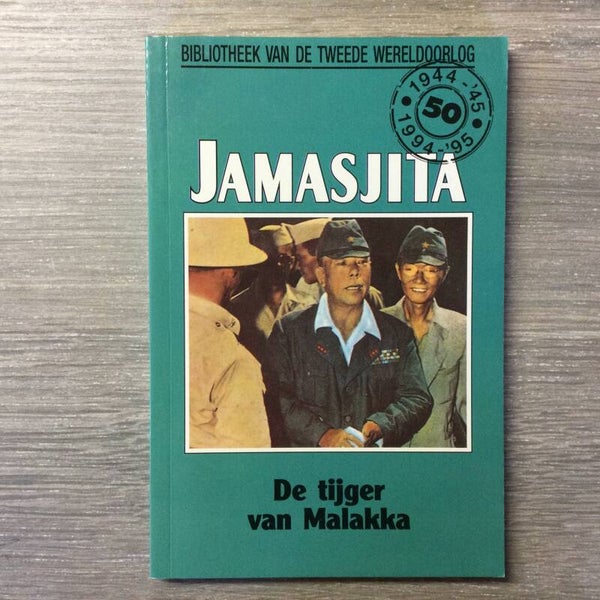 BIBLIOTHEEK VAN DE TWEEDE WERELDOORLOG
1944-'45
50
1994-'95
JAMASJITA
De tijger
van Malakka